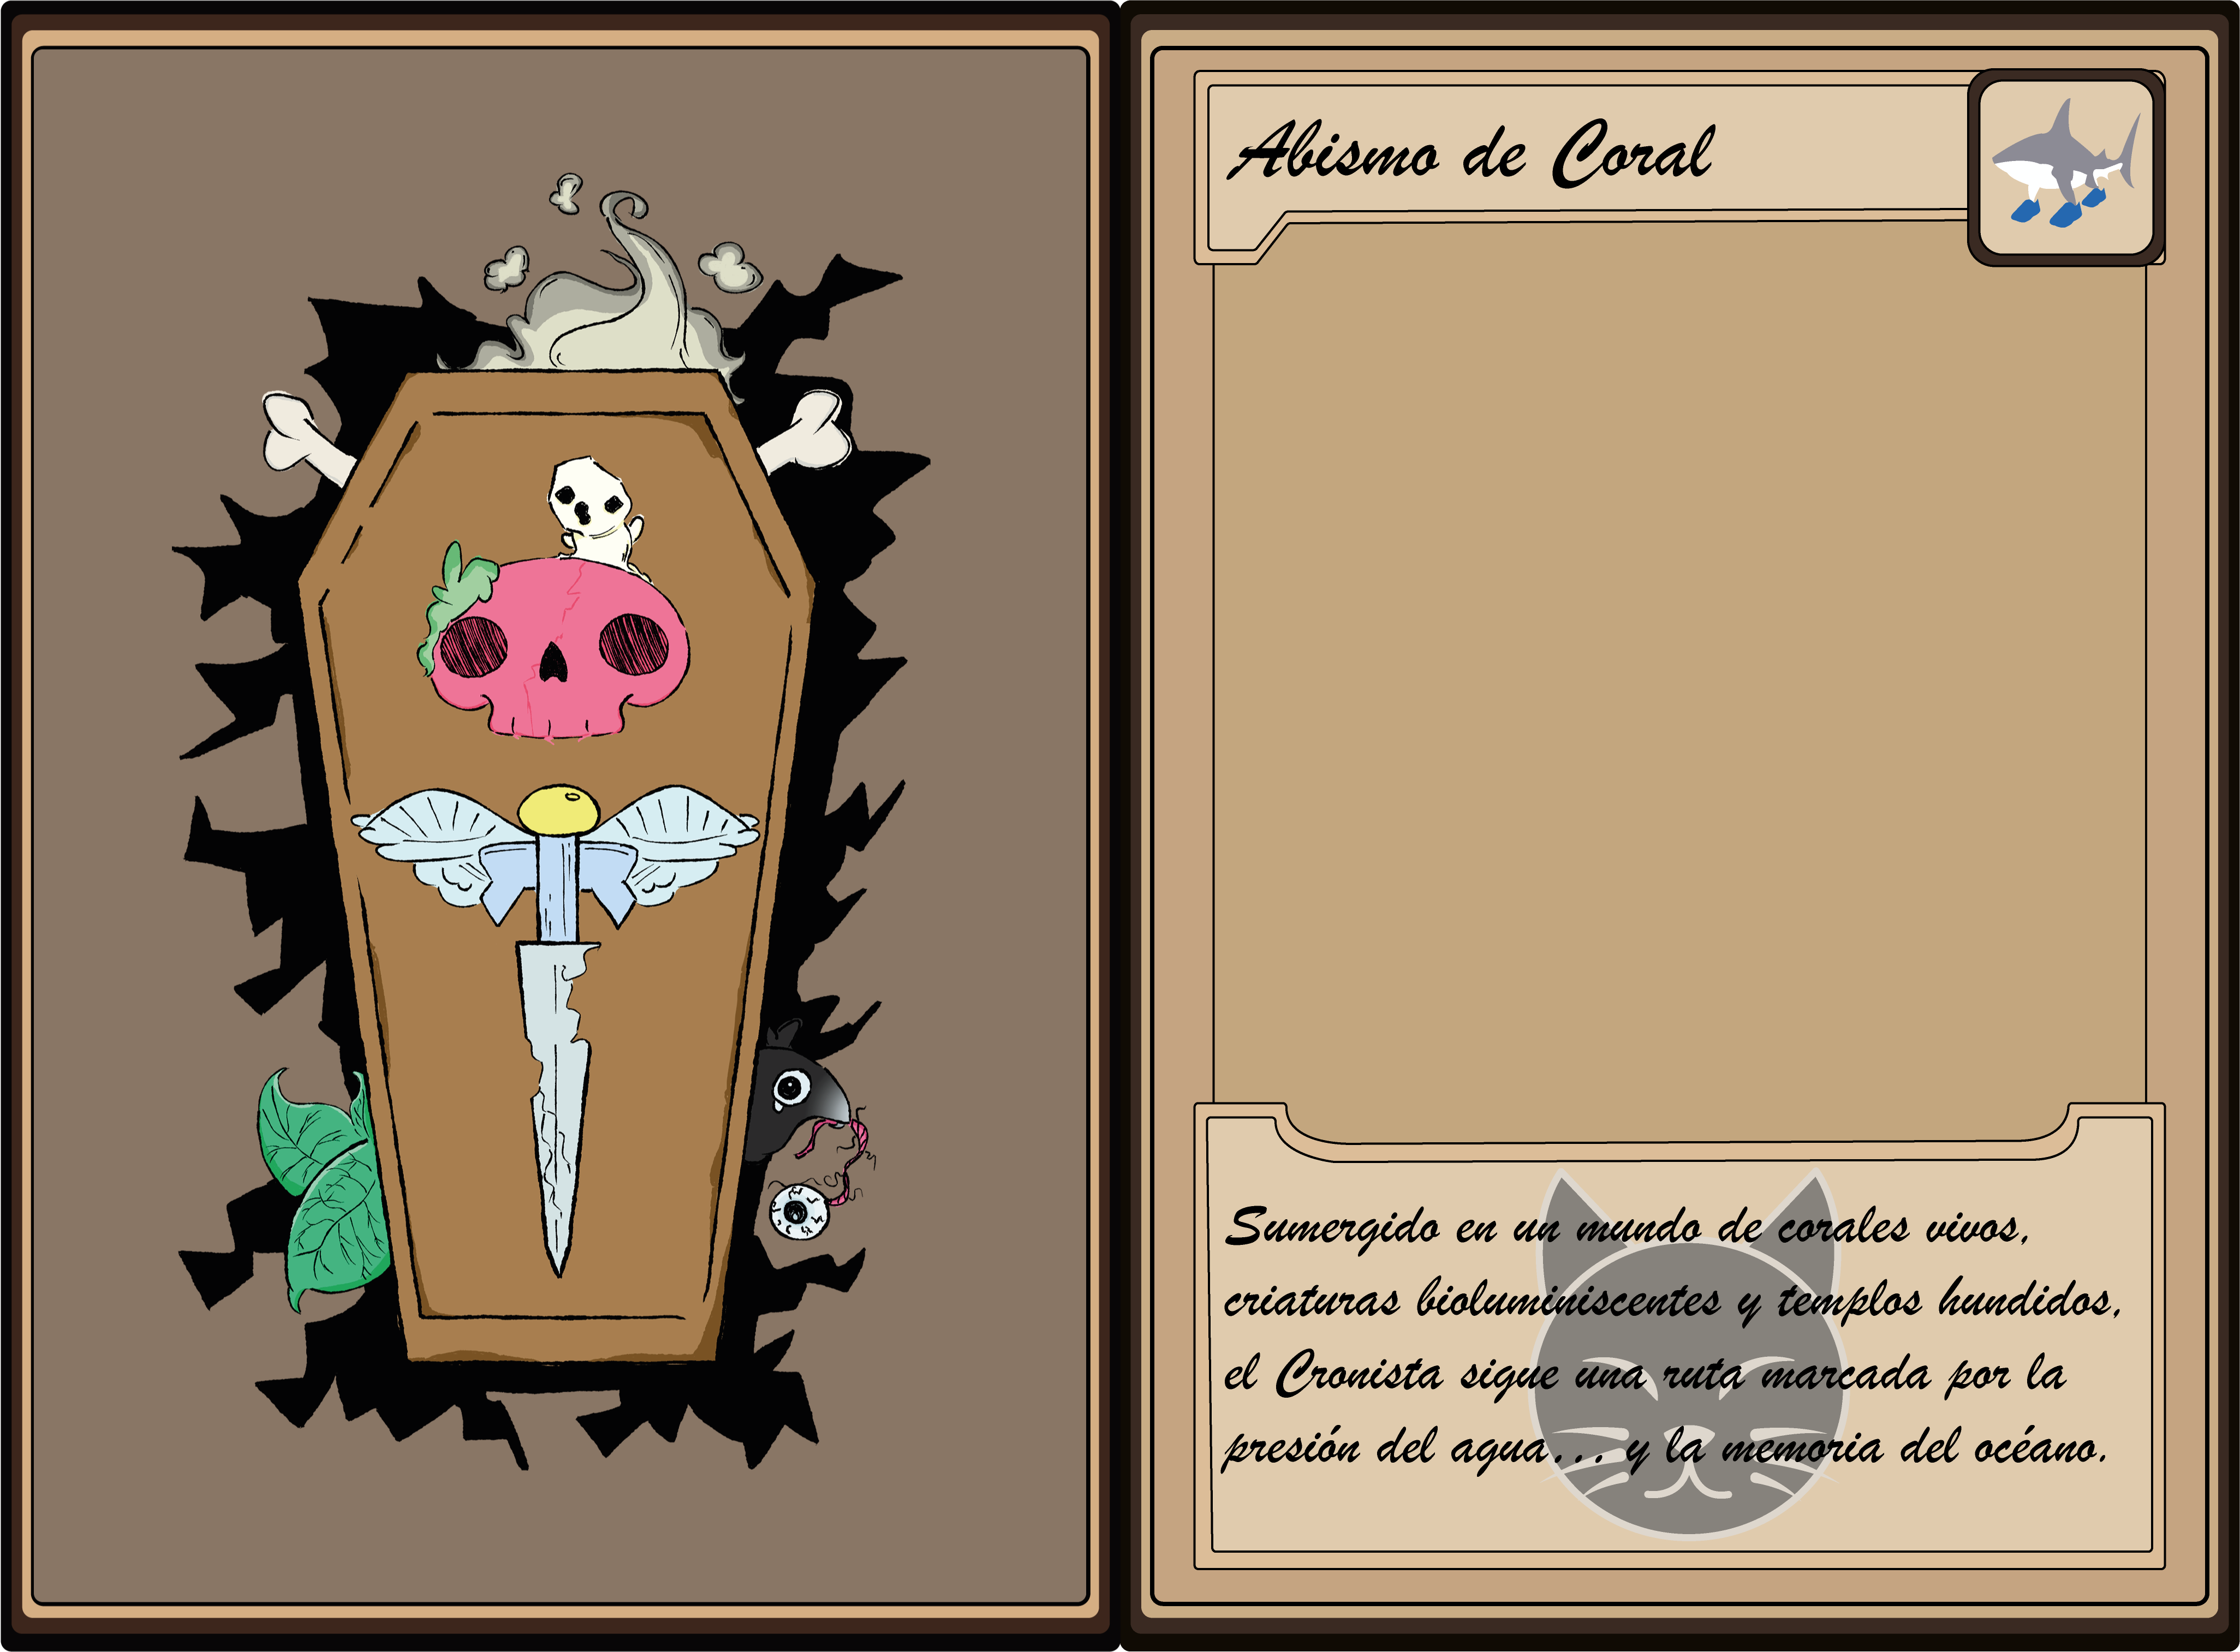 Abismo de Coral
Sumergido en un mundo de corales vivos,
criaturas bioluminiscentes y templos hundidos,
el Cronista sigue una ruta marcada por la
presión del agua... y la memoria del océano.